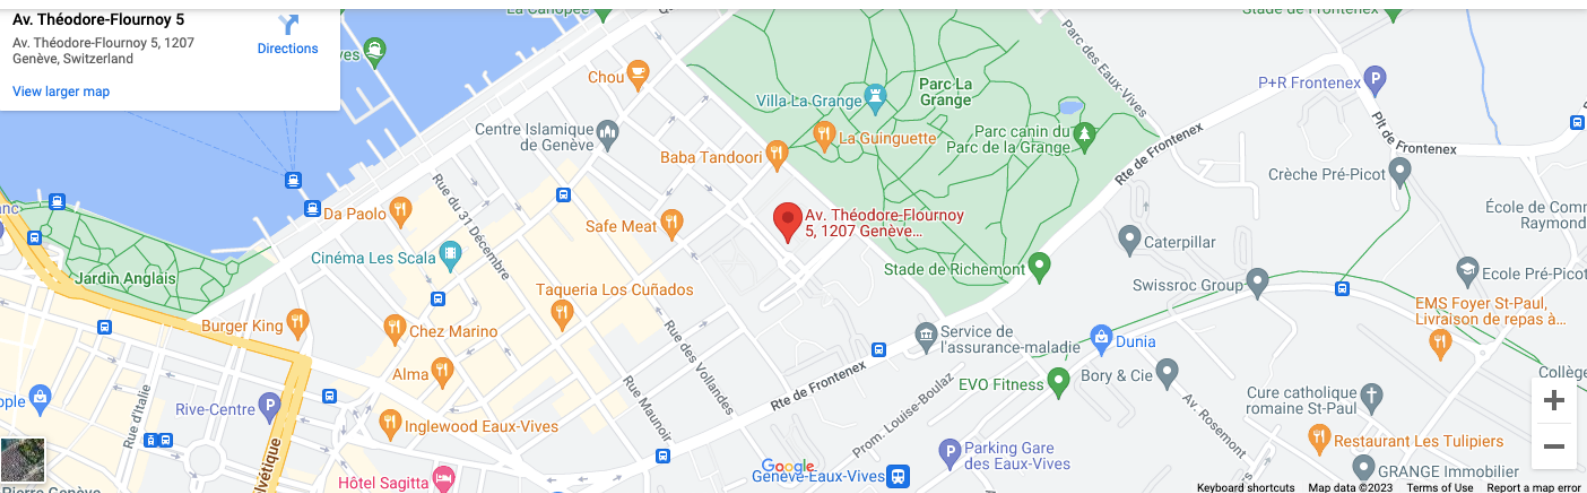 Av. Théodore-Flournoy 5
Av. Théodore-Flournoy 5, 1207
Genève, Switzerland
Directions
View larger map
La Canopée
Stade de Frontenex
Parc des Eaux-Vives
Chou
Villa La Grange
Parc La
Grange
P+R Frontenex
Plt de Frontenex
Centre Islamique
de Genève
La Guinguette
Parc canin du
Parc de la Grange
Rte de Frontenex
Baba Tandoori
Crèche Pré-Picot
Rue du 31 Décembre
Da Paolo
Safe Meat
Av. Théodore-Flournoy
5, 1207 Genève...
École de Com
Raymond
Caterpillar
Cinéma Les Scala
Jardin Anglais
Stade de Richemont
Swissroc Group
Ecole Pré-Picot
Taqueria Los Cuñados
EMS Foyer St-Paul,
Livraison de repas à...
Burger King
Chez Marino
Rue des Vollandes
Service de
l'assurance-maladie
Dunia
Alma
Rue Maunoir
Rte de Frontenex
EVO Fitness
Bory & Cie
Collège
Rue d'Italie
Rive-Centre
Prom. Louise-Boulaz
Cure catholique
romaine St-Paul
Av. Rosemont
Inglewood Eaux-Vives
Restaurant Les Tulipiers
Parking Gare
des Eaux-Vives
Google
Genève-Eaux-Vives
Hôtel Sagitta
GRANGE Immobilier
Keyboard shortcuts
Map data ©2023
Terms of Use
Report a map error